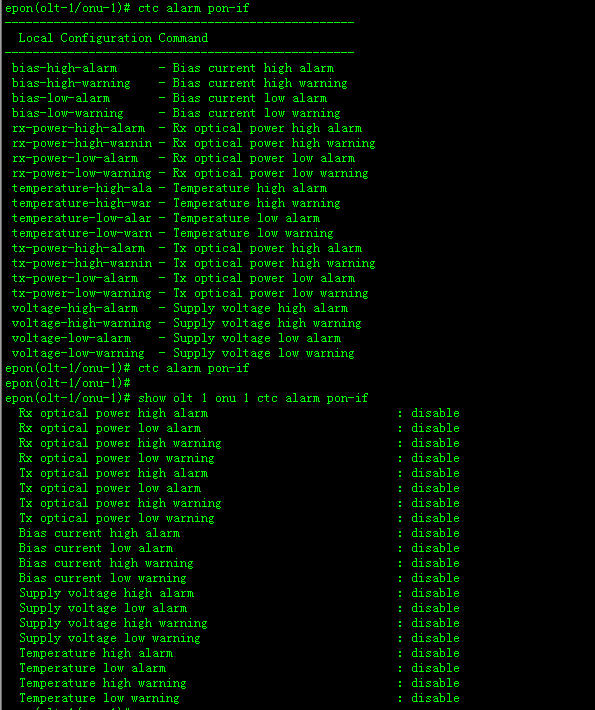 epon(olt-1/onu-1)# ctc alarm pon-if
--------------------------------------------------
  Local Configuration Command
--------------------------------------------------
 bias-high-alarm      - Bias current high alarm
 bias-high-warning    - Bias current high warning
 bias-low-alarm       - Bias current low alarm
 bias-low-warning     - Bias current low warning
 rx-power-high-alarm  - Rx optical power high alarm
 rx-power-high-warnin - Rx optical power high warning
 rx-power-low-alarm   - Rx optical power low alarm
 rx-power-low-warning - Rx optical power low warning
 temperature-high-ala - Temperature high alarm
 temperature-high-war - Temperature high warning
 temperature-low-alar - Temperature low alarm
 temperature-low-warn - Temperature low warning
 tx-power-high-alarm  - Tx optical power high alarm
 tx-power-high-warnin - Tx optical power high warning
 tx-power-low-alarm   - Tx optical power low alarm
 tx-power-low-warning - Tx optical power low warning
 voltage-high-alarm   - Supply voltage high alarm
 voltage-high-warning - Supply voltage high warning
 voltage-low-alarm    - Supply voltage low alarm
 voltage-low-warning  - Supply voltage low warning
epon(olt-1/onu-1)# ctc alarm pon-if
epon(olt-1/onu-1)#
epon(olt-1/onu-1)# show olt 1 onu 1 ctc alarm pon-if
  Rx optical power high alarm                           : disable
  Rx optical power low alarm                            : disable
  Rx optical power high warning                         : disable
  Rx optical power low warning                          : disable
  Tx optical power high alarm                           : disable
  Tx optical power low alarm                            : disable
  Tx optical power high warning                         : disable
  Tx optical power low warning                          : disable
  Bias current high alarm                               : disable
  Bias current low alarm                                : disable
  Bias current high warning                             : disable
  Bias current low warning                              : disable
  Supply voltage high alarm                             : disable
  Supply voltage low alarm                              : disable
  Supply voltage high warning                           : disable
  Supply voltage low warning                            : disable
  Temperature high alarm                                : disable
  Temperature low alarm                                 : disable
  Temperature high warning                              : disable
  Temperature low warning                               : disable